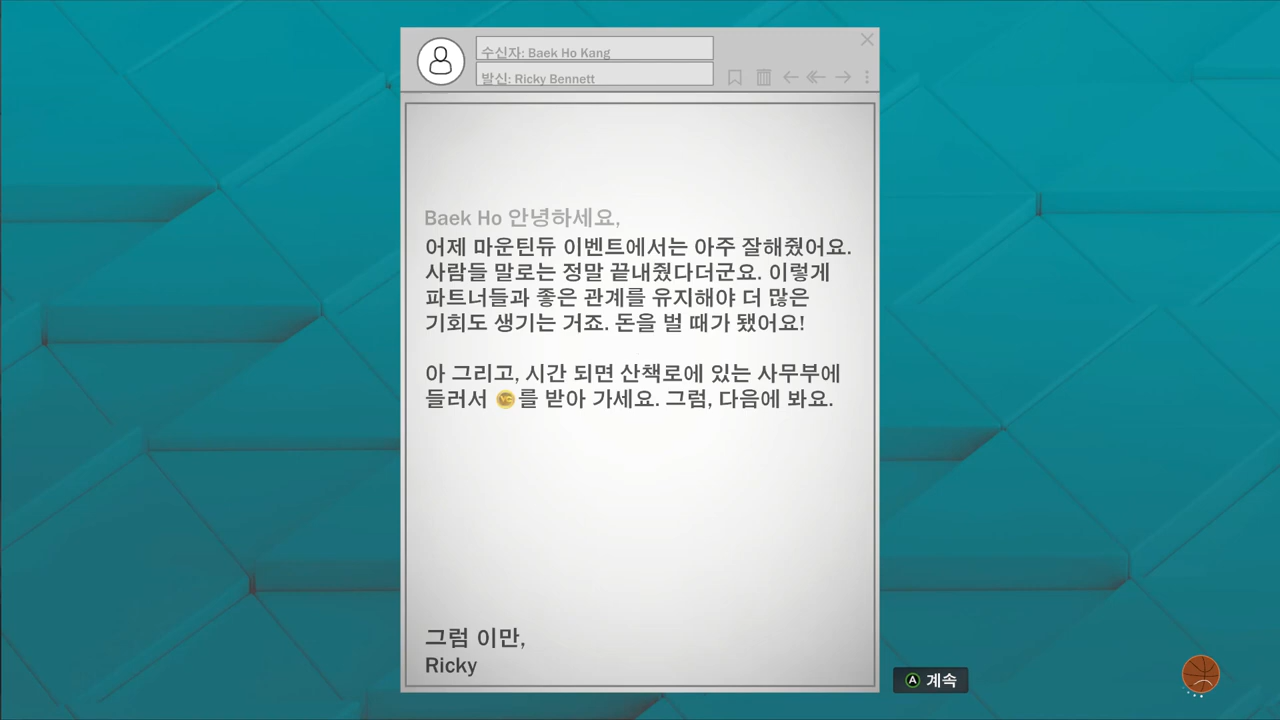 수신자: Baek Ho Kang
발신: Ricky Bennett
Baek Ho 안녕하세요,
어제 마운틴듀 이벤트에서는 아주 잘해줬어요.
사람들 말로는 정말 끝내줬다더군요. 이렇게
파트너들과 좋은 관계를 유지해야 더 많은
기회도 생기는 거죠. 돈을 벌 때가 됐어요!
아 그리고, 시간 되면 산책로에 있는 사무부에
들러서 VC를 받아 가세요. 그럼, 다음에 봐요.
그럼 이만,
Ricky
A 계속